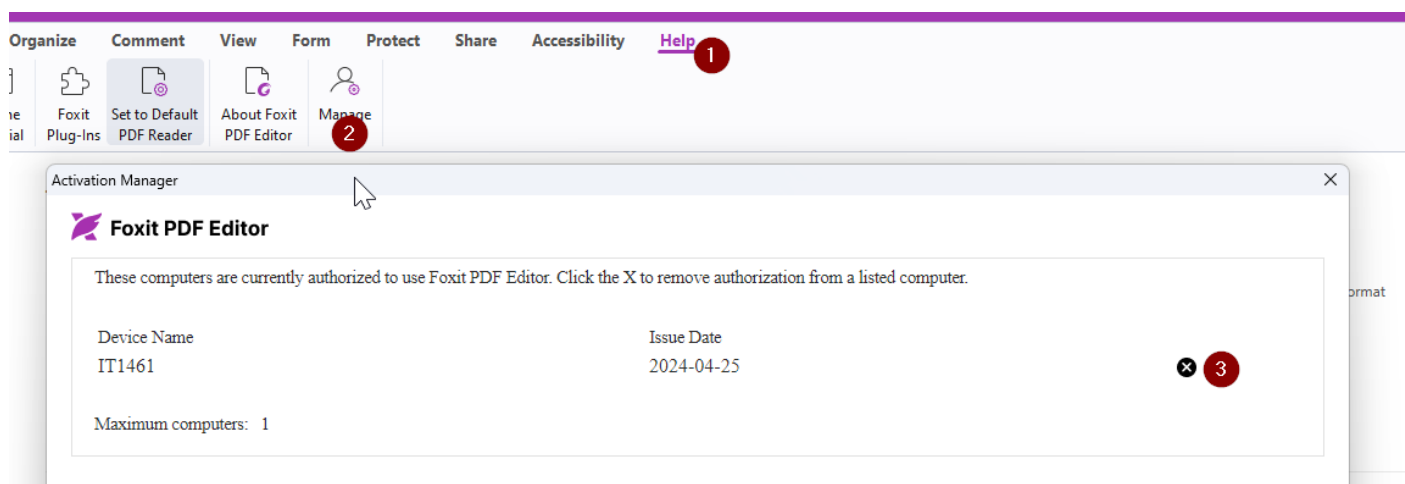 Organize Comment View Form Protect Share Accessibility Help 1
Foxit Set to Default About Foxit Manage
Plug-Ins PDF Reader PDF Editor 2
Activation Manager
Foxit PDF Editor
These computers are currently authorized to use Foxit PDF Editor. Click the X to remove authorization from a listed computer.
Device Name Issue Date
IT1461 2024-04-25 3
Maximum computers: 1